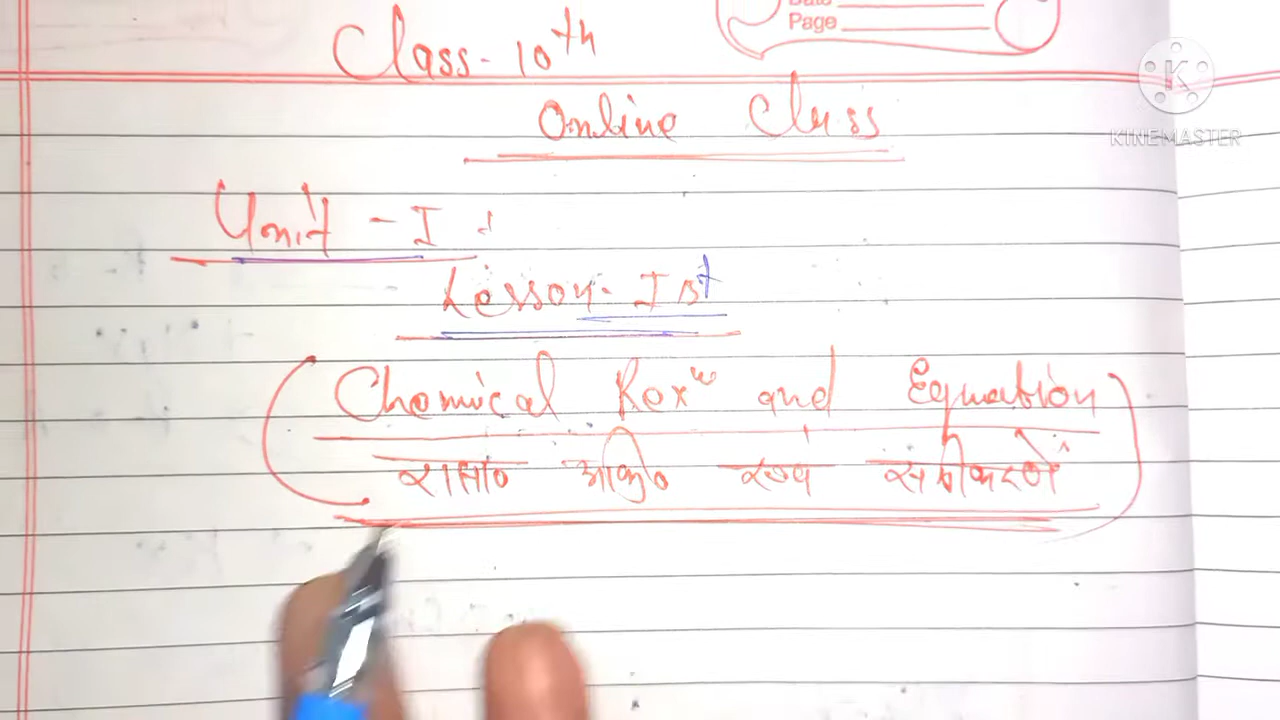 Page
Class - 10th
KINEMASTER
Online Class
Unit - I :
Lesson - Ist
(Chemical Rexn and Equation
रासा० अभि० एवं समीकरणें)